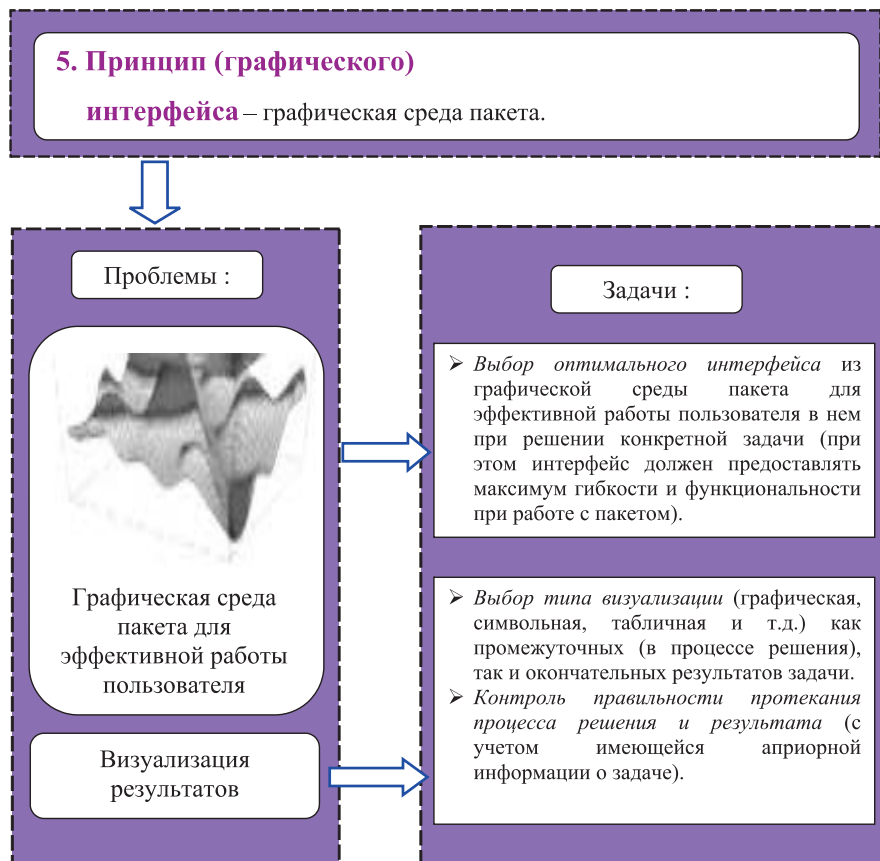 5. Принцип (графического)
интерфейса – графическая среда пакета.
Проблемы :
Графическая среда
пакета для
эффективной работы
пользователя
Визуализация
результатов
Задачи :
➢ Выбор оптимального интерфейса из
графической среды пакета для
эффективной работы пользователя в нем
при решении конкретной задачи (при
этом интерфейс должен предоставлять
максимум гибкости и функциональности
при работе с пакетом).
➢ Выбор типа визуализации (графическая,
символьная, табличная и т.д.) как
промежуточных (в процессе решения),
так и окончательных результатов задачи.
➢ Контроль правильности протекания
процесса решения и результата (с
учетом имеющейся априорной
информации о задаче).